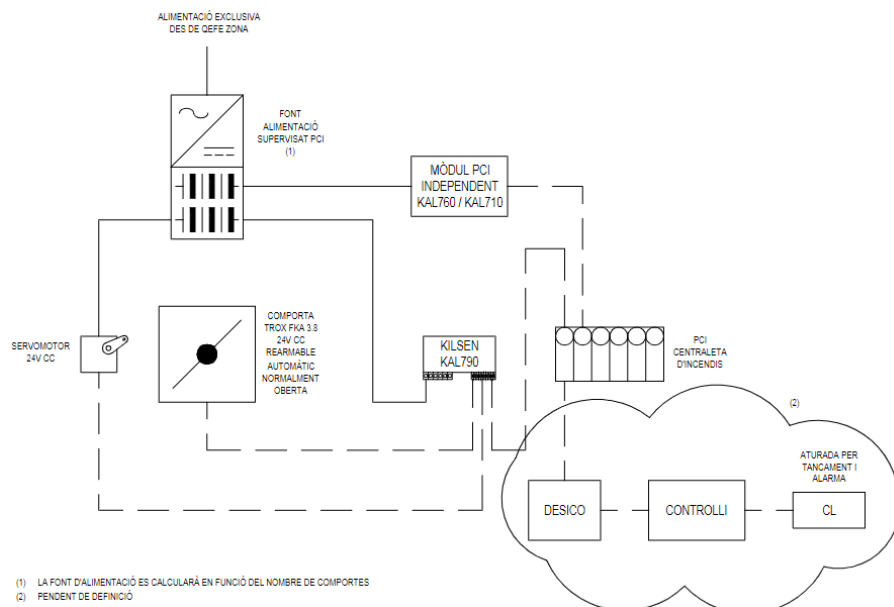 ALIMENTACIÓ EXCLUSIVA
DES DE QEFE ZONA
FONT
ALIMENTACIÓ
SUPERVISAT PCI
(1)
MÒDUL PCI
INDEPENDENT
KAL760 / KAL710
COMPORTA
TROX FKA 3.8
24V CC
REARMABLE
AUTOMÀTIC
NORMALMENT
OBERTA
SERVOMOTOR
24V CC
KILSEN
KAL790
PCI
CENTRALETA
D'INCENDIS
(2)
ATURADA PER
TANCAMENT I
ALARMA
DESICO
CONTROLLI
CL
(1) LA FONT D'ALIMENTACIÓ ES CALCULARÀ EN FUNCIÓ DEL NOMBRE DE COMPORTES
(2) PENDENT DE DEFINICIÓ